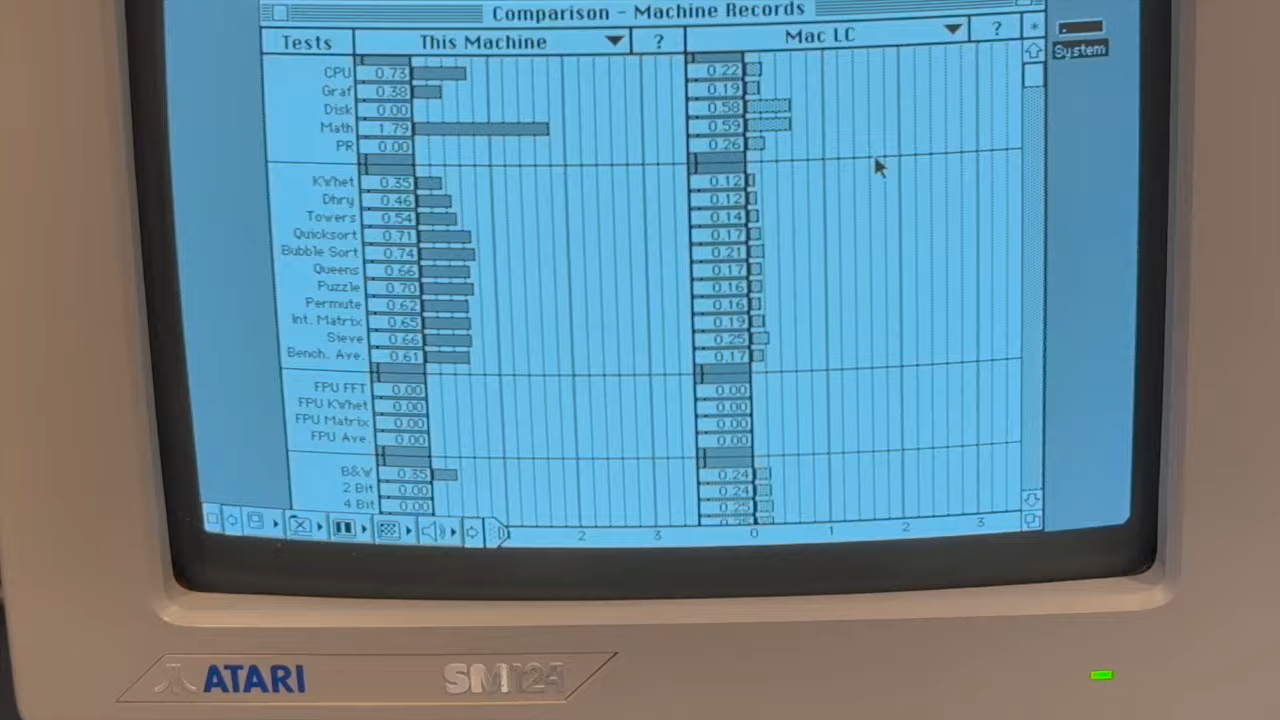 Comparison - Machine Records
Tests This Machine ? Mac LC ? *
System
CPU 0.73 0.22
Graf 0.38 0.19
Disk 0.00 0.58
Math 1.79 0.59
PR 0.00 0.26
KWhet 0.35 0.12
Dhry 0.46 0.12
Towers 0.54 0.14
Quicksort 0.71 0.17
Bubble Sort 0.74 0.21
Queens 0.66 0.17
Puzzle 0.70 0.16
Permute 0.62 0.16
Int. Matrix 0.65 0.19
Sieve 0.66 0.25
Bench. Ave. 0.61 0.17
FPU FFT 0.00 0.00
FPU KWhet 0.00 0.00
FPU Matrix 0.00 0.00
FPU Ave. 0.00 0.00
B&W 0.35 0.24
2 Bit 0.00 0.24
4 Bit 0.00 0.25
2 3 0 1 2 3
ATARI SM124